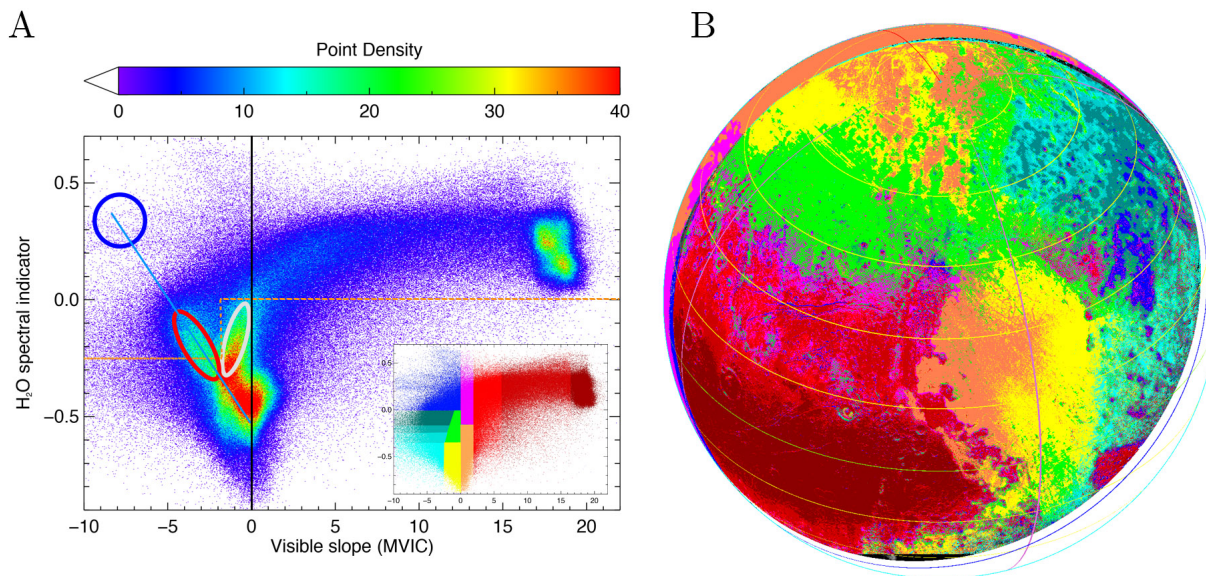 A
B
Point Density
0 10 20 30 40
0.5
0.0
−0.5
H₂O spectral indicator
−10 −5 0 5 10 15 20
Visible slope (MVIC)
0.5
0.0
−0.5
−10 −5 0 5 10 15 20